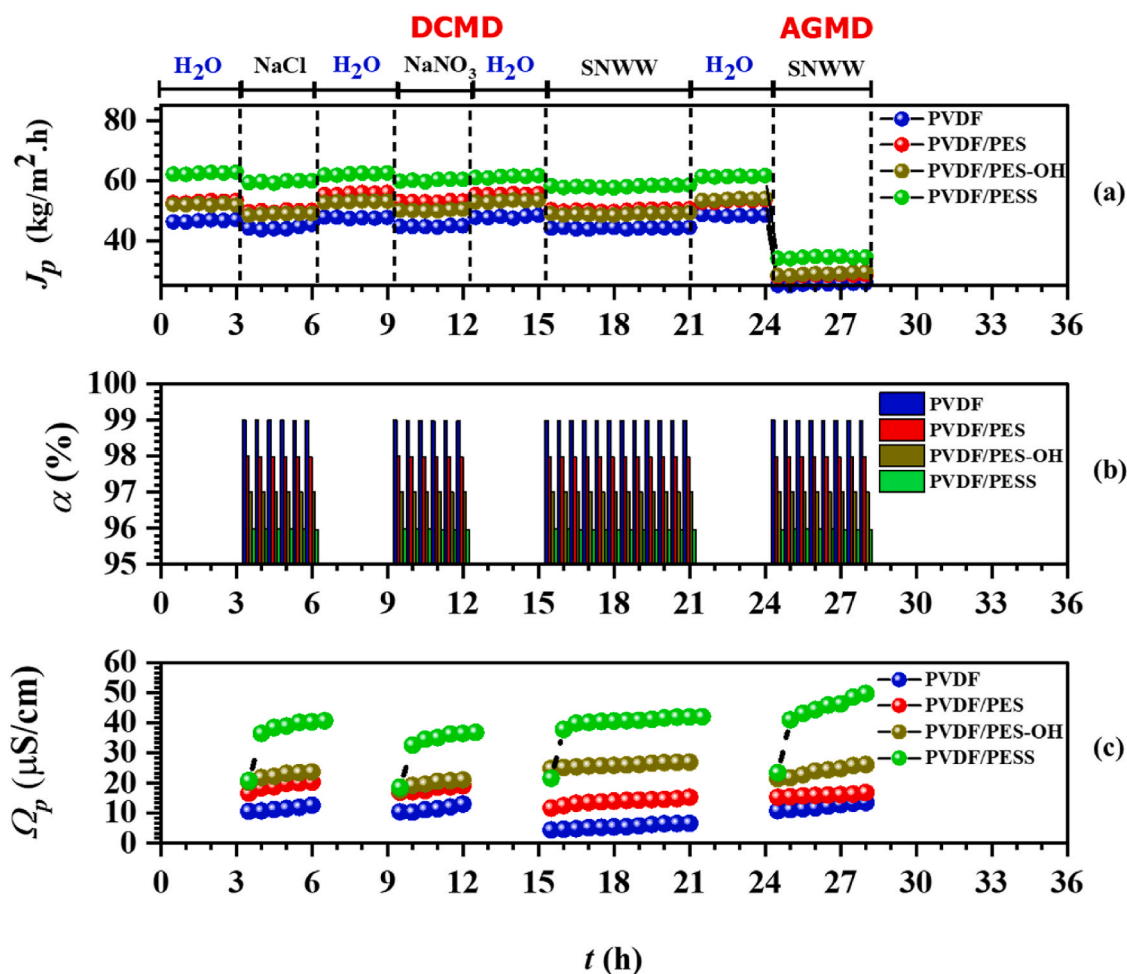 DCMD AGMD
H₂O NaCl H₂O NaNO₃ H₂O SNWW H₂O SNWW
80
60
40
Jₚ (kg/m².h)
PVDF
PVDF/PES
PVDF/PES-OH
PVDF/PESS
(a)
0 3 6 9 12 15 18 21 24 27 30 33 36
100
99
98
97
96
95
α (%)
PVDF
PVDF/PES
PVDF/PES-OH
PVDF/PESS
(b)
0 3 6 9 12 15 18 21 24 27 30 33 36
60
50
40
30
20
10
0
Ωₚ (μS/cm)
PVDF
PVDF/PES
PVDF/PES-OH
PVDF/PESS
(c)
0 3 6 9 12 15 18 21 24 27 30 33 36
t (h)